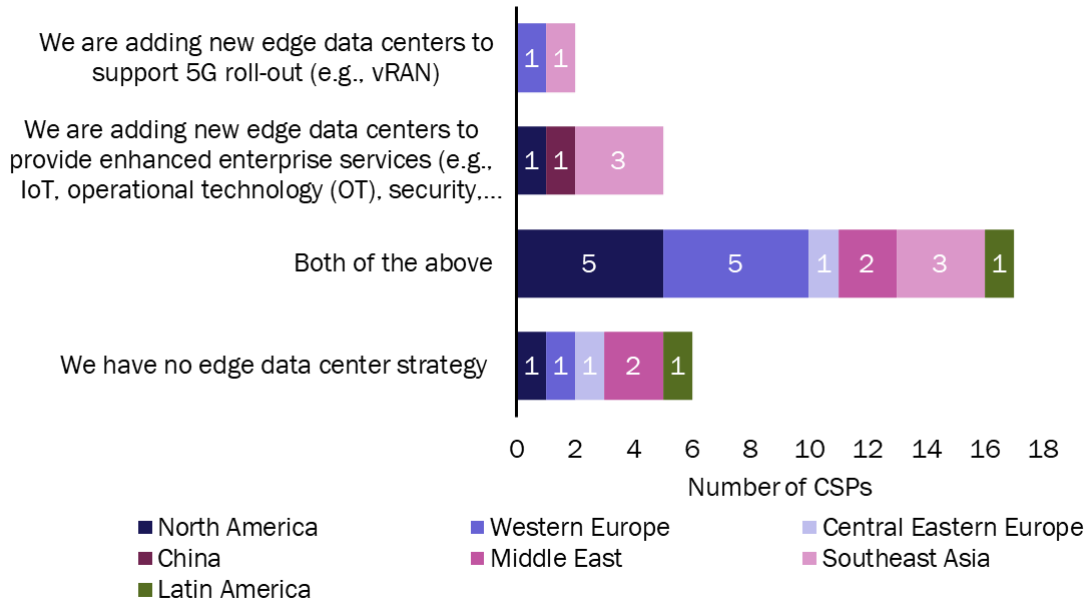 We are adding new edge data centers to
support 5G roll-out (e.g., vRAN)
1 1
We are adding new edge data centers to
provide enhanced enterprise services (e.g.,
IoT, operational technology (OT), security,...
1 1 3
Both of the above
5 5 1 2 3 1
We have no edge data center strategy
1 1 1 2 1
0 2 4 6 8 10 12 14 16 18
Number of CSPs
North America Western Europe Central Eastern Europe
China Middle East Southeast Asia
Latin America